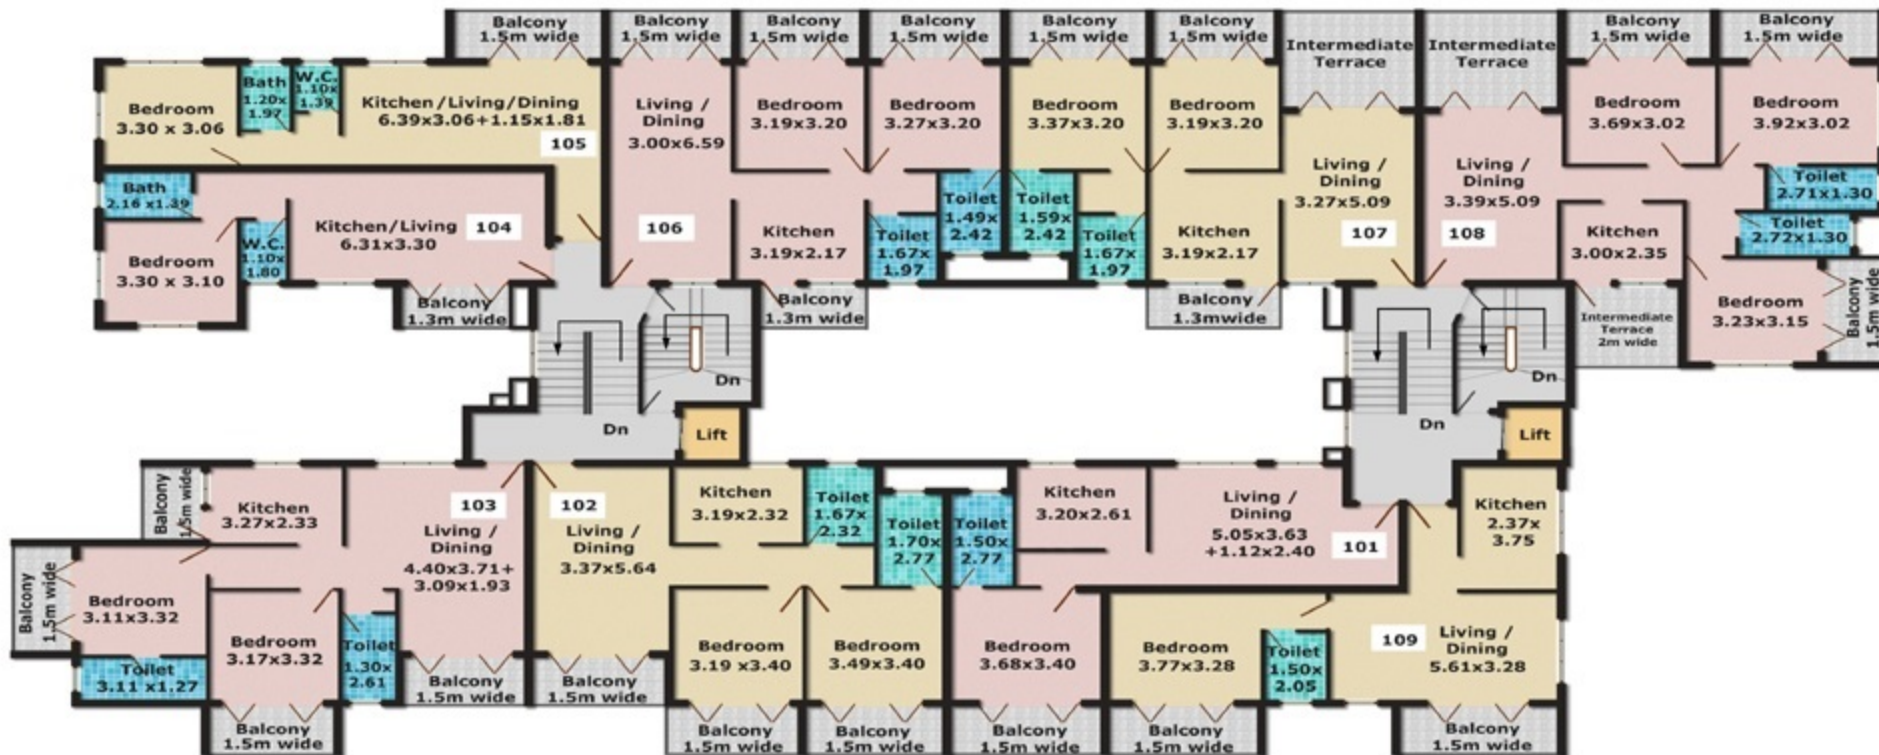 Balcony
1.5m wide
Balcony
1.5m wide
Balcony
1.5m wide
Balcony
1.5m wide
Balcony
1.5m wide
Balcony
1.5m wide
Intermediate
Terrace
Intermediate
Terrace
Balcony
1.5m wide
Balcony
1.5m wide
Bedroom
3.30 x 3.06
Bath
1.20x
1.97
W.C.
1.10x
1.39
Kitchen/Living/Dining
6.39x3.06+1.15x1.81
105
Living /
Dining
3.00x6.59
Bedroom
3.19x3.20
Bedroom
3.27x3.20
Bedroom
3.37x3.20
Bedroom
3.19x3.20
Living /
Dining
3.27x5.09
Living /
Dining
3.39x5.09
Bedroom
3.69x3.02
Bedroom
3.92x3.02
Bath
2.16 x1.39
Kitchen/Living
6.31x3.30
104
106
Kitchen
3.19x2.17
Toilet
1.67x
1.97
Toilet
1.49x
2.42
Toilet
1.59x
2.42
Toilet
1.67x
1.97
Kitchen
3.19x2.17
107
108
Kitchen
3.00x2.35
Toilet
2.71x1.30
Toilet
2.72x1.30
Bedroom
3.30 x 3.10
W.C.
1.10x
1.80
Balcony
1.3m wide
Balcony
1.3m wide
Balcony
1.3mwide
Intermediate
Terrace
2m wide
Bedroom
3.23x3.15
Balcony
1.5m wide
Dn
Dn
Lift
Dn
Dn
Lift
Balcony
1.5m wide
Kitchen
3.27x2.33
103
Living /
Dining
4.40x3.71+
3.09x1.93
102
Living /
Dining
3.37x5.64
Kitchen
3.19x2.32
Toilet
1.67x
2.32
Toilet
1.70x
2.77
Toilet
1.50x
2.77
Kitchen
3.20x2.61
Living /
Dining
5.05x3.63
+1.12x2.40
101
Kitchen
2.37x
3.75
Balcony
1.5m wide
Bedroom
3.11x3.32
Bedroom
3.17x3.32
Toilet
1.30x
2.61
Toilet
3.11 x1.27
Balcony
1.5m wide
Balcony
1.5m wide
Bedroom
3.19 x3.40
Bedroom
3.49x3.40
Bedroom
3.68x3.40
Bedroom
3.77x3.28
Toilet
1.50x
2.05
109
Living /
Dining
5.61x3.28
Balcony
1.5m wide
Balcony
1.5m wide
Balcony
1.5m wide
Balcony
1.5m wide
Balcony
1.5m wide
Balcony
1.5m wide